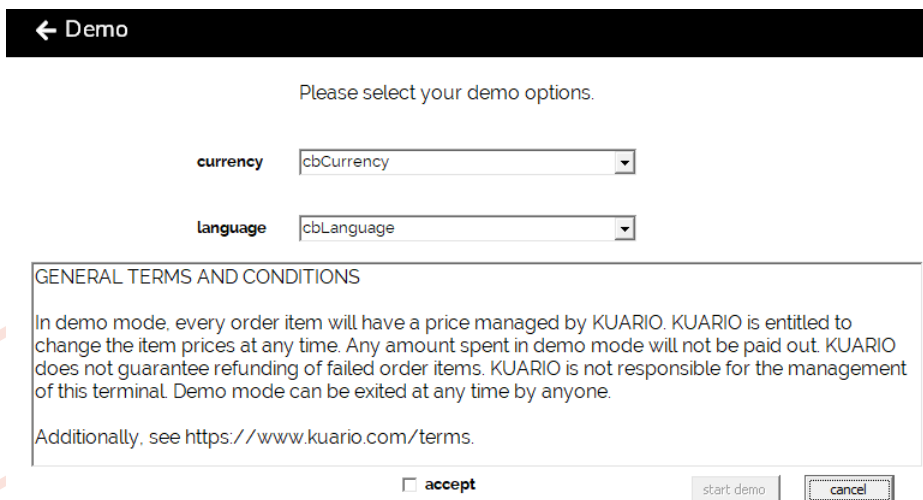 Demo
Please select your demo options.
currency cbCurrency
language cbLanguage
GENERAL TERMS AND CONDITIONS
In demo mode, every order item will have a price managed by KUARIO. KUARIO is entitled to
change the item prices at any time. Any amount spent in demo mode will not be paid out. KUARIO
does not guarantee refunding of failed order items. KUARIO is not responsible for the management
of this terminal. Demo mode can be exited at any time by anyone.
Additionally, see https://www.kuario.com/terms.
accept start demo cancel